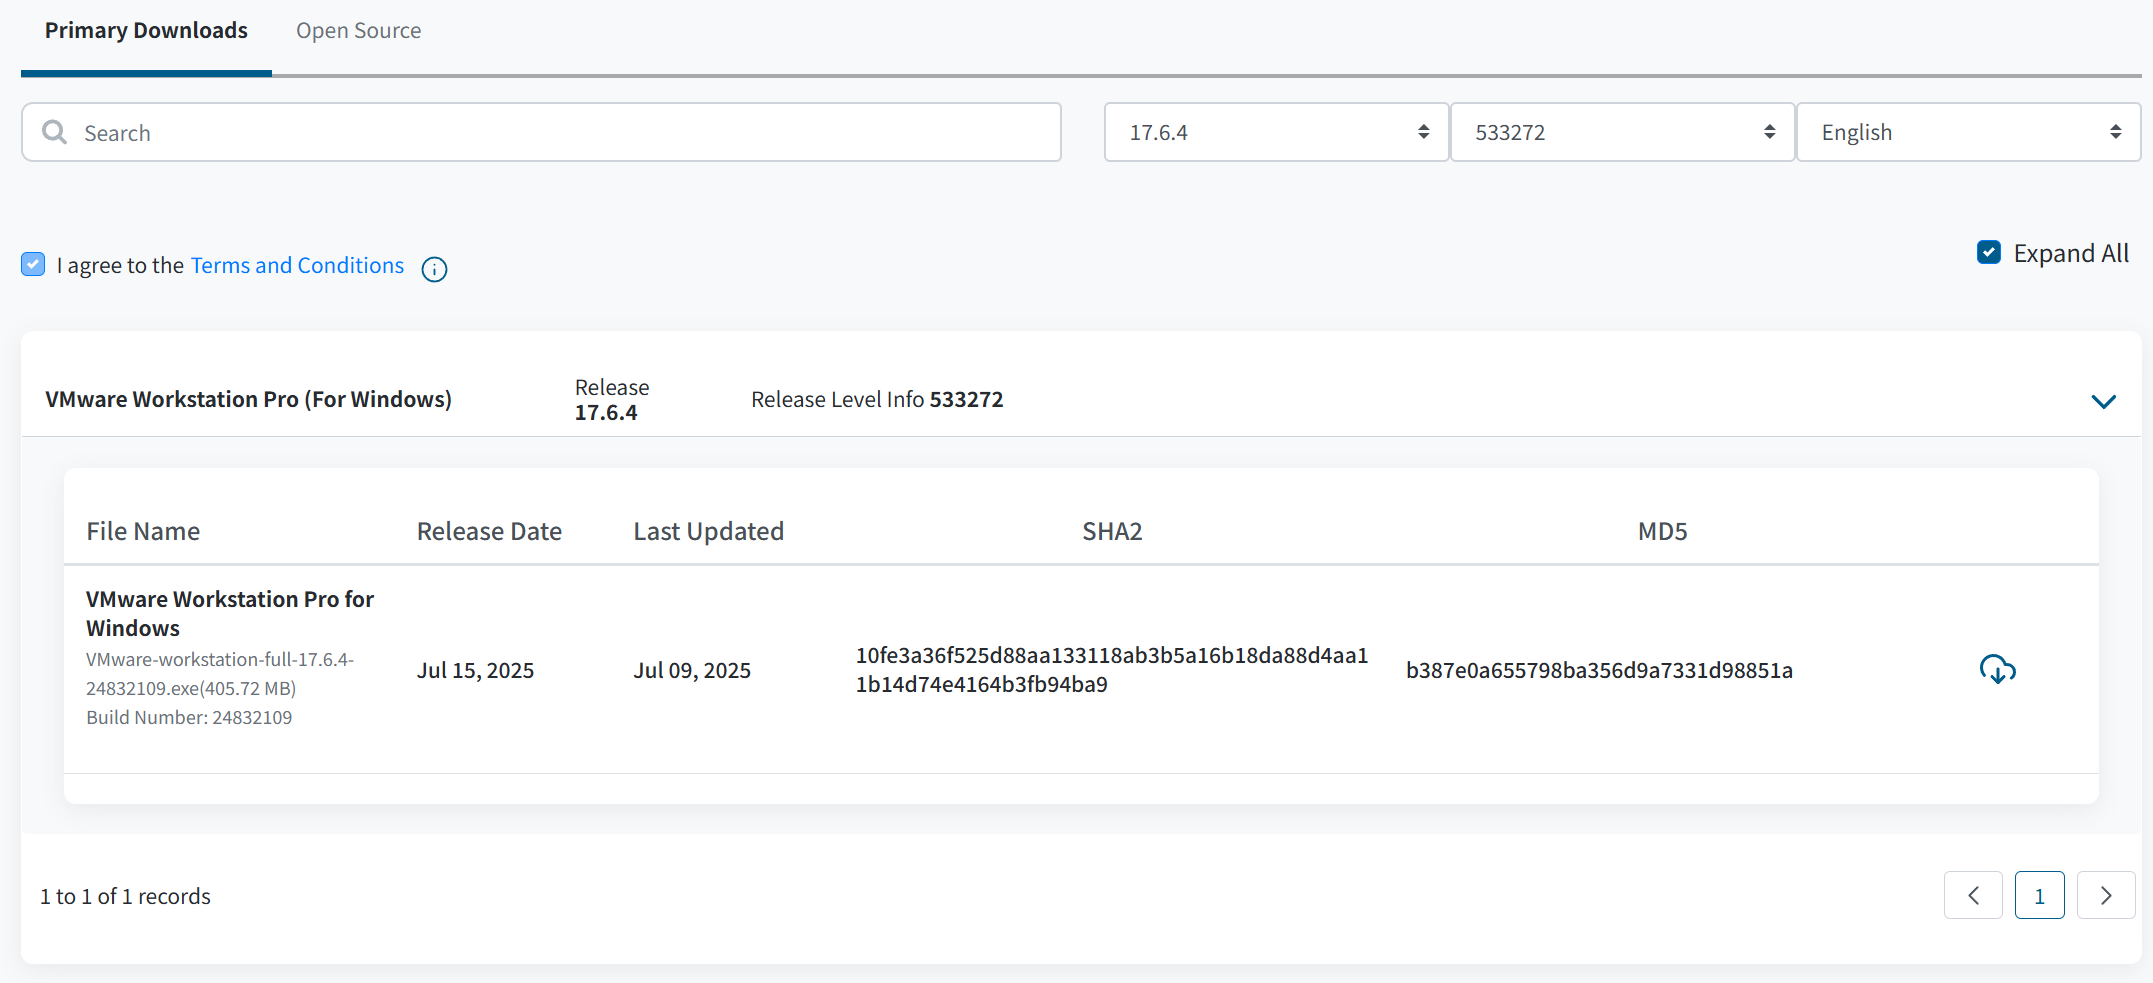 Primary Downloads
Open Source
Search
17.6.4
533272
English
I agree to the Terms and Conditions
Expand All
VMware Workstation Pro (For Windows)
Release
17.6.4
Release Level Info 533272
File Name
Release Date
Last Updated
SHA2
MD5
VMware Workstation Pro for
Windows
VMware-workstation-full-17.6.4-
24832109.exe(405.72 MB)
Build Number: 24832109
Jul 15, 2025
Jul 09, 2025
10fe3a36f525d88aa133118ab3b5a16b18da88d4aa1
1b14d74e4164b3fb94ba9
b387e0a655798ba356d9a7331d98851a
1 to 1 of 1 records
1